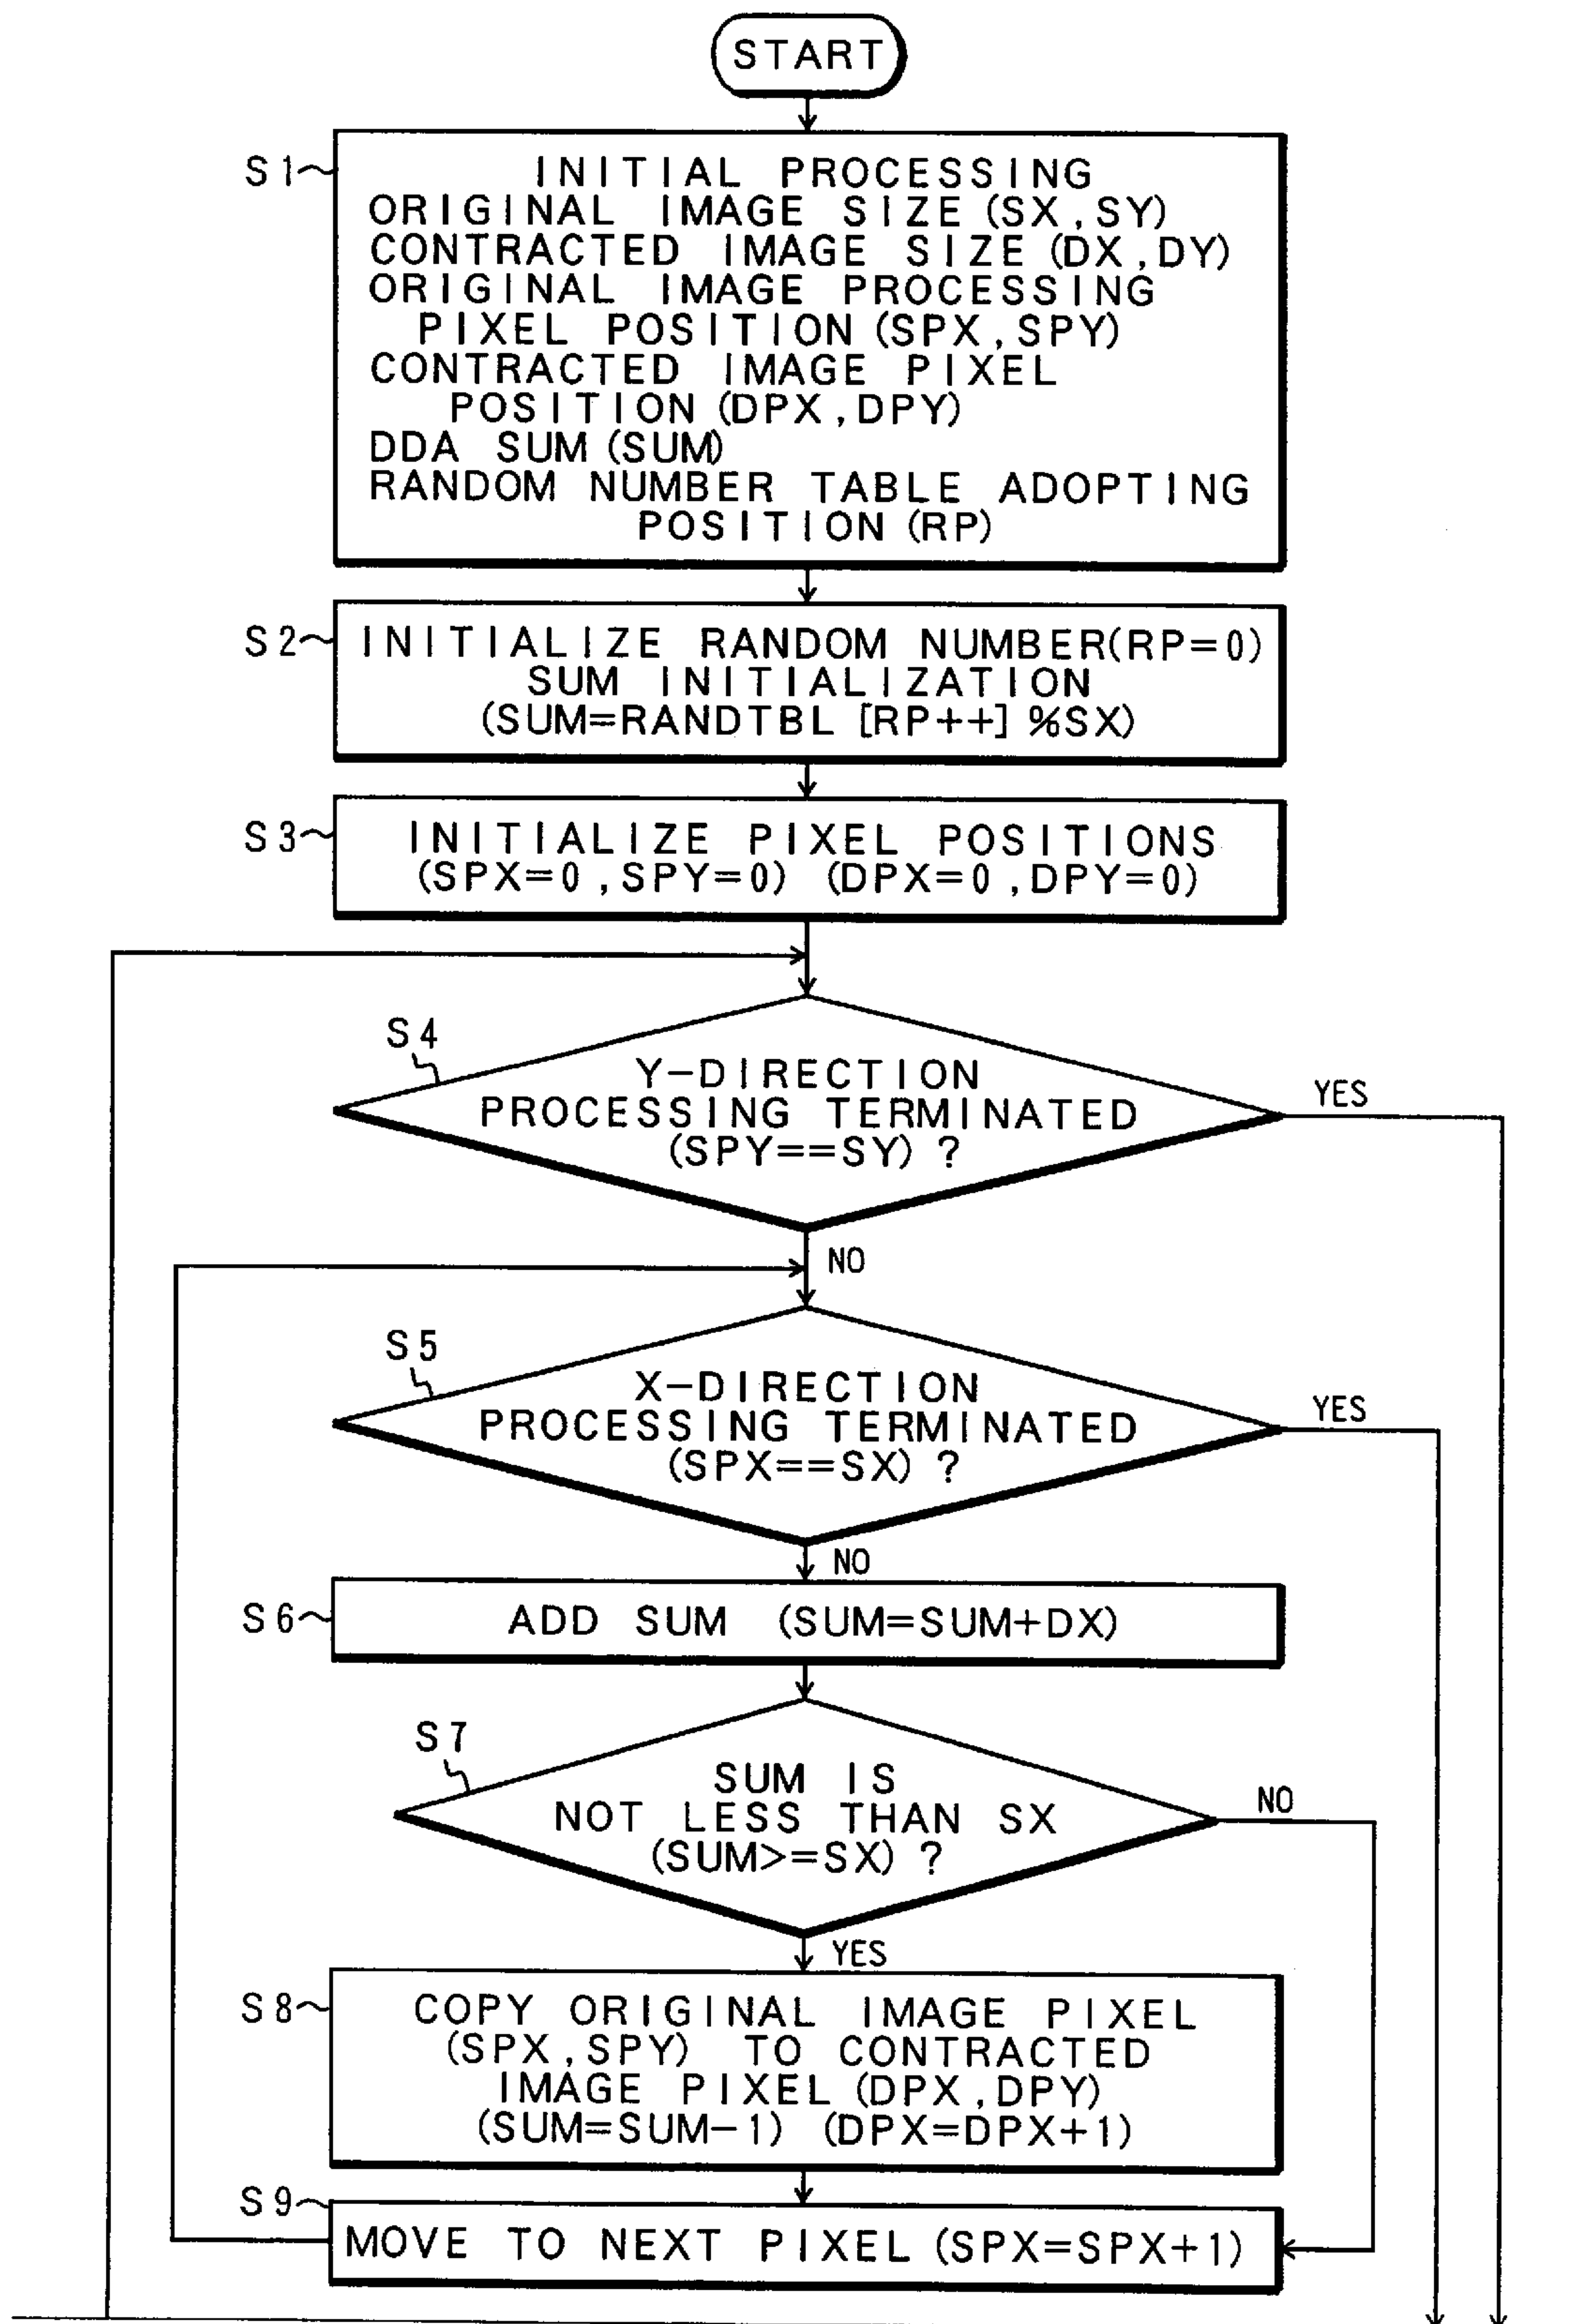 START
S1
INITIAL PROCESSING
ORIGINAL IMAGE SIZE (SX,SY)
CONTRACTED IMAGE SIZE (DX,DY)
ORIGINAL IMAGE PROCESSING
PIXEL POSITION (SPX,SPY)
CONTRACTED IMAGE PIXEL
POSITION (DPX,DPY)
DDA SUM (SUM)
RANDOM NUMBER TABLE ADOPTING
POSITION (RP)
S2
INITIALIZE RANDOM NUMBER(RP=0)
SUM INITIALIZATION
(SUM=RANDTBL [RP++] %SX)
S3
INITIALIZE PIXEL POSITIONS
(SPX=0,SPY=0) (DPX=0,DPY=0)
S4
Y-DIRECTION
PROCESSING TERMINATED
(SPY==SY) ?
YES
NO
S5
X-DIRECTION
PROCESSING TERMINATED
(SPX==SX) ?
YES
NO
S6
ADD SUM (SUM=SUM+DX)
S7
SUM IS
NOT LESS THAN SX
(SUM>=SX) ?
NO
YES
S8
COPY ORIGINAL IMAGE PIXEL
(SPX,SPY) TO CONTRACTED
IMAGE PIXEL (DPX,DPY)
(SUM=SUM-1) (DPX=DPX+1)
S9
MOVE TO NEXT PIXEL (SPX=SPX+1)